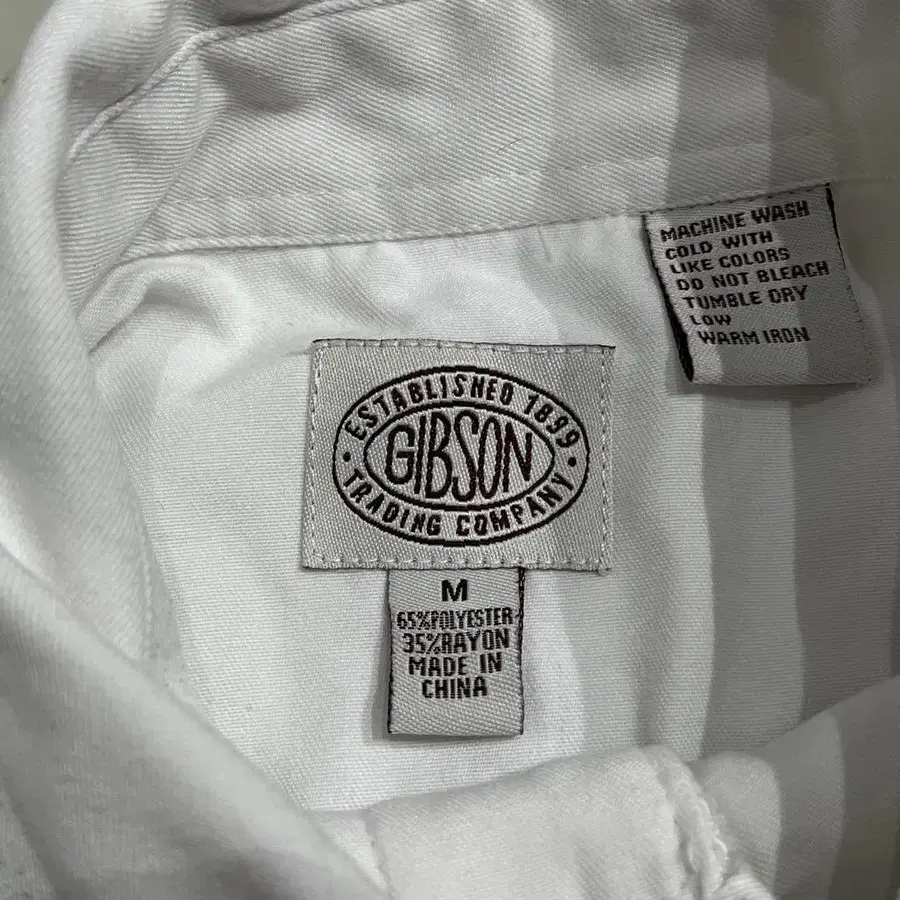 MACHINE WASH
COLD WITH
LIKE COLORS
DO NOT BLEACH
TUMBLE DRY
LOW
WARM IRON
ESTABLISHED 1899
GIBSON
• TRADING COMPANY •
M
65%POLYESTER
35%RAYON
MADE IN
CHINA